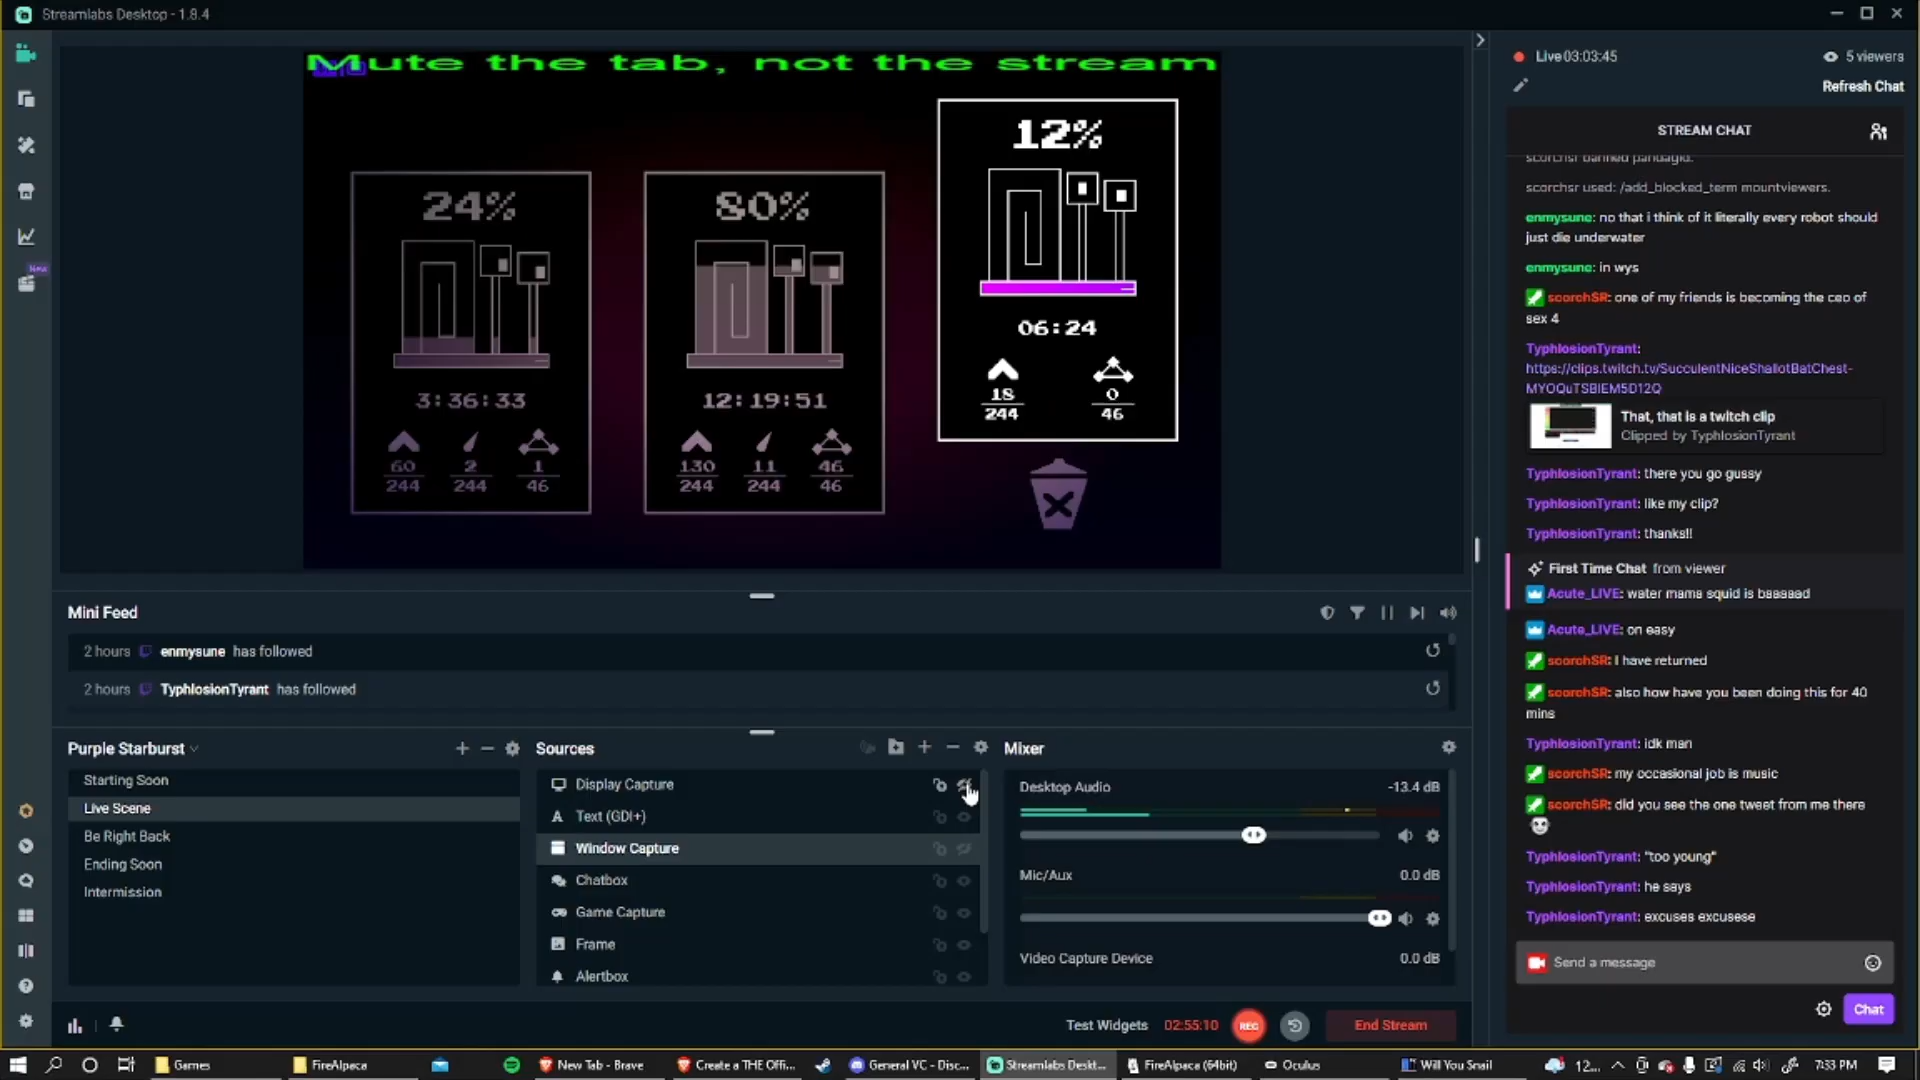 Streamlabs Desktop - 1.8.4
Mute the tab, not the stream
24%
3:36:33
60 2 1
244 244 46
80%
12:19:51
130 11 46
244 244 46
12%
06:24
18 0
244 46
New
Mini Feed
2 hours enmysune has followed
2 hours TyphlosionTyrant has followed
Purple Starburst
Starting Soon
Live Scene
Be Right Back
Ending Soon
Intermission
Sources
Display Capture
Text (GDI+)
Window Capture
Chatbox
Game Capture
Frame
Alertbox
Mixer
Desktop Audio -13.4 dB
Mic/Aux 0.0 dB
Video Capture Device 0.0 dB
Test Widgets 02:55:10 REC End Stream
Live 03:03:45 5 viewers
Refresh Chat
STREAM CHAT
scorchsr banned pandagid.
scorchsr used: /add_blocked_term mountviewers.
enmysune: no that i think of it literally every robot should
just die underwater
enmysune: in wys
scorchSR: one of my friends is becoming the ceo of
sex 4
TyphlosionTyrant:
https://clips.twitch.tv/SucculentNiceShallotBatChest-
MYOQuTSBIEM5D12Q
That, that is a twitch clip
Clipped by TyphlosionTyrant
TyphlosionTyrant: there you go gussy
TyphlosionTyrant: like my clip?
TyphlosionTyrant: thanks!!
First Time Chat from viewer
Acute_LIVE: water mama squid is baaaaad
Acute_LIVE: on easy
scorchSR: I have returned
scorchSR: also how have you been doing this for 40
mins
TyphlosionTyrant: idk man
scorchSR: my occasional job is music
scorchSR: did you see the one tweet from me there
TyphlosionTyrant: "too young"
TyphlosionTyrant: he says
TyphlosionTyrant: excuses excusese
Send a message
Chat
Games
FireAlpaca
New Tab - Brave
Create a THE Offi...
General VC - Disc...
Streamlabs Deskt...
FireAlpaca (64bit)
Oculus
Will You Snail
12...
7:33 PM